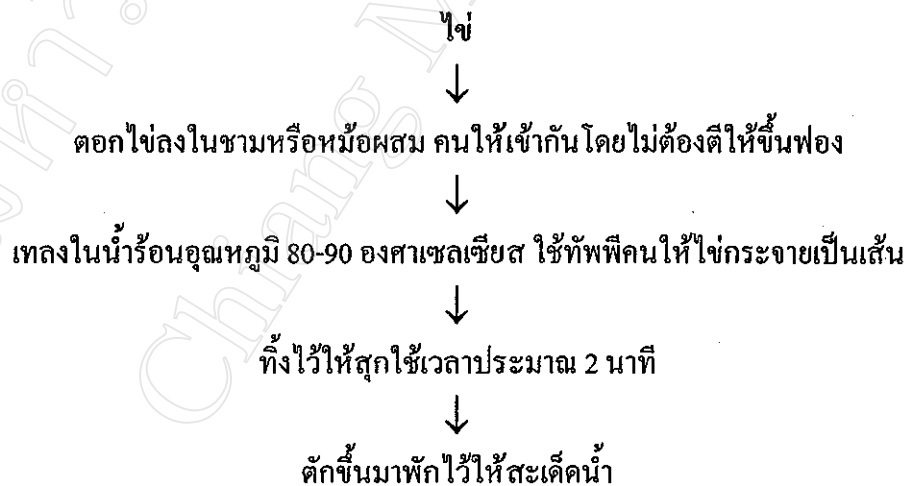 ไข่
↓
ตอกไข่ลงในชามหรือหม้อผสม คนให้เข้ากันโดยไม่ต้องตีให้ขึ้นฟอง
↓
เทลงในน้ำร้อนอุณหภูมิ 80-90 องศาเซลเซียส ใช้ทัพพีคนให้ไข่กระจายเป็นเส้น
↓
ทิ้งไว้ให้สุกใช้เวลาประมาณ 2 นาที
↓
ตักขึ้นมาพักไว้ให้สะเด็ดน้ำ